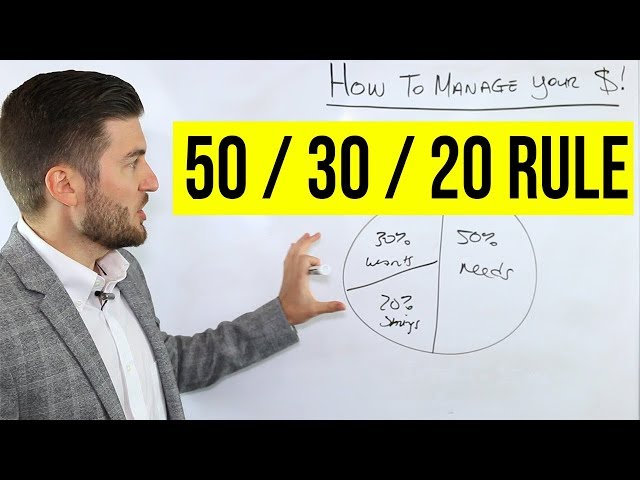 HOW TO MANAGE YOUR $!
50 / 30 / 20 RULE
30%
wants
50%
needs
20%
Savings